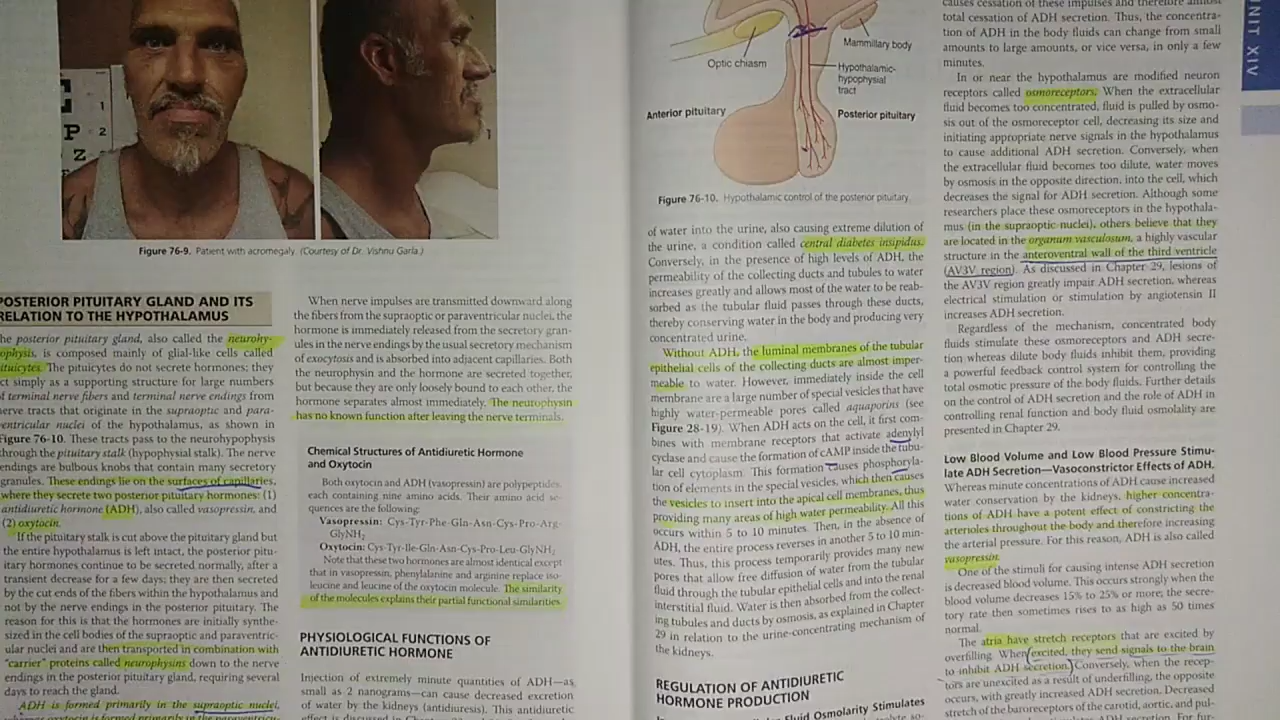 1
P 2
Z
Figure 76-9. Patient with acromegaly. (Courtesy of Dr. Vishnu Garla.)
POSTERIOR PITUITARY GLAND AND ITS
RELATION TO THE HYPOTHALAMUS
The posterior pituitary gland, also called the neurohy-
pophysis, is composed mainly of glial-like cells called
pituicytes. The pituicytes do not secrete hormones; they
act simply as a supporting structure for large numbers
of terminal nerve fibers and terminal nerve endings from
nerve tracts that originate in the supraoptic and para-
ventricular nuclei of the hypothalamus, as shown in
Figure 76-10. These tracts pass to the neurohypophysis
through the pituitary stalk (hypophysial stalk). The nerve
endings are bulbous knobs that contain many secretory
granules. These endings lie on the surfaces of capillaries,
where they secrete two posterior pituitary hormones: (1)
antidiuretic hormone (ADH), also called vasopressin, and
(2) oxytocin.
If the pituitary stalk is cut above the pituitary gland but
the entire hypothalamus is left intact, the posterior pitu-
itary hormones continue to be secreted normally, after a
transient decrease for a few days; they are then secreted
by the cut ends of the fibers within the hypothalamus and
not by the nerve endings in the posterior pituitary. The
reason for this is that the hormones are initially synthe-
sized in the cell bodies of the supraoptic and paraventric-
ular nuclei and are then transported in combination with
"carrier" proteins called neurophysins down to the nerve
endings in the posterior pituitary gland, requiring several
days to reach the gland.
ADH is formed primarily in the supraoptic nuclei,
whereas oxytocin is formed primarily in the paraventricu-
When nerve impulses are transmitted downward along
the fibers from the supraoptic or paraventricular nuclei, the
hormone is immediately released from the secretory gran-
ules in the nerve endings by the usual secretory mechanism
of exocytosis and is absorbed into adjacent capillaries. Both
the neurophysin and the hormone are secreted together,
but because they are only loosely bound to each other, the
hormone separates almost immediately. The neurophysin
has no known function after leaving the nerve terminals.
Chemical Structures of Antidiuretic Hormone
and Oxytocin
Both oxytocin and ADH (vasopressin) are polypeptides,
each containing nine amino acids. Their amino acid se-
quences are the following:
Vasopressin: Cys-Tyr-Phe-Gln-Asn-Cys-Pro-Arg-
GlyNH2
Oxytocin: Cys-Tyr-Ile-Gln-Asn-Cys-Pro-Leu-GlyNH2
Note that these two hormones are almost identical except
that in vasopressin, phenylalanine and arginine replace iso-
leucine and leucine of the oxytocin molecule. The similarity
of the molecules explains their partial functional similarities.
PHYSIOLOGICAL FUNCTIONS OF
ANTIDIURETIC HORMONE
Injection of extremely minute quantities of ADH—as
small as 2 nanograms—can cause decreased excretion
of water by the kidneys (antidiuresis). This antidiuretic
effect is discussed in
Optic chiasm
Mammillary body
Hypothalamic-
hypophysial
tract
Anterior pituitary
Posterior pituitary
Figure 76-10. Hypothalamic control of the posterior pituitary.
of water into the urine, also causing extreme dilution of
the urine, a condition called central diabetes insipidus.
Conversely, in the presence of high levels of ADH, the
permeability of the collecting ducts and tubules to water
increases greatly and allows most of the water to be reab-
sorbed as the tubular fluid passes through these ducts,
thereby conserving water in the body and producing very
concentrated urine.
Without ADH, the luminal membranes of the tubular
epithelial cells of the collecting ducts are almost imper-
meable to water. However, immediately inside the cell
membrane are a large number of special vesicles that have
highly water-permeable pores called aquaporins (see
Figure 28-19). When ADH acts on the cell, it first com-
bines with membrane receptors that activate adenylyl
cyclase and cause the formation of cAMP inside the tubu-
lar cell cytoplasm. This formation causes phosphoryla-
tion of elements in the special vesicles, which then causes
the vesicles to insert into the apical cell membranes, thus
providing many areas of high water permeability. All this
occurs within 5 to 10 minutes. Then, in the absence of
ADH, the entire process reverses in another 5 to 10 min-
utes. Thus, this process temporarily provides many new
pores that allow free diffusion of water from the tubular
fluid through the tubular epithelial cells and into the renal
interstitial fluid. Water is then absorbed from the collect-
ing tubules and ducts by osmosis, as explained in Chapter
29 in relation to the urine-concentrating mechanism of
the kidneys.
REGULATION OF ANTIDIURETIC
HORMONE PRODUCTION
Fluid Osmolarity Stimulates
causes cessation of these impulses and therefore almost
total cessation of ADH secretion. Thus, the concentra-
tion of ADH in the body fluids can change from small
amounts to large amounts, or vice versa, in only a few
minutes.
In or near the hypothalamus are modified neuron
receptors called osmoreceptors. When the extracellular
fluid becomes too concentrated, fluid is pulled by osmo-
sis out of the osmoreceptor cell, decreasing its size and
initiating appropriate nerve signals in the hypothalamus
to cause additional ADH secretion. Conversely, when
the extracellular fluid becomes too dilute, water moves
by osmosis in the opposite direction, into the cell, which
decreases the signal for ADH secretion. Although some
researchers place these osmoreceptors in the hypothala-
mus (in the supraoptic nuclei), others believe that they
are located in the organum vasculosum, a highly vascular
structure in the anteroventral wall of the third ventricle
(AV3V region). As discussed in Chapter 29, lesions of
the AV3V region greatly impair ADH secretion, whereas
electrical stimulation or stimulation by angiotensin II
increases ADH secretion.
Regardless of the mechanism, concentrated body
fluids stimulate these osmoreceptors and ADH secre-
tion whereas dilute body fluids inhibit them, providing
a powerful feedback control system for controlling the
total osmotic pressure of the body fluids. Further details
on the control of ADH secretion and the role of ADH in
controlling renal function and body fluid osmolality are
presented in Chapter 29.
Low Blood Volume and Low Blood Pressure Stimu-
late ADH Secretion—Vasoconstrictor Effects of ADH.
Whereas minute concentrations of ADH cause increased
water conservation by the kidneys, higher concentra-
tions of ADH have a potent effect of constricting the
arterioles throughout the body and therefore increasing
the arterial pressure. For this reason, ADH is also called
vasopressin.
One of the stimuli for causing intense ADH secretion
is decreased blood volume. This occurs strongly when the
blood volume decreases 15% to 25% or more; the secre-
tory rate then sometimes rises to as high as 50 times
normal.
The atria have stretch receptors that are excited by
overfilling. When excited, they send signals to the brain
to inhibit ADH secretion. Conversely, when the recep-
tors are unexcited as a result of underfilling, the opposite
occurs, with greatly increased ADH secretion. Decreased
stretch of the baroreceptors of the carotid, aortic, and pul-
UNIT XIV